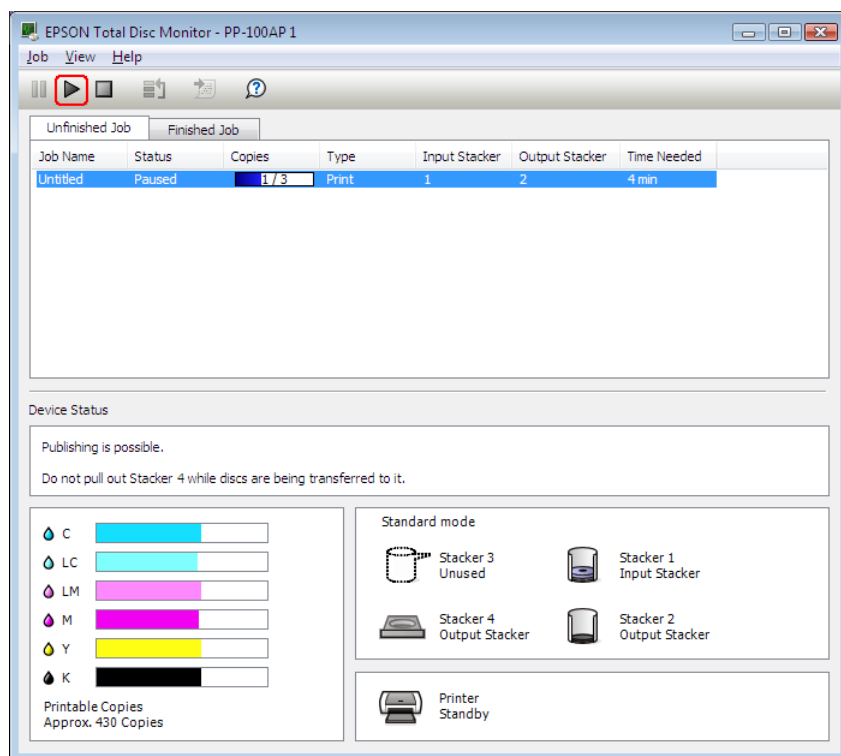 EPSON Total Disc Monitor - PP-100AP 1
Job View Help
Unfinished Job Finished Job
Job Name Status Copies Type Input Stacker Output Stacker Time Needed
Untitled Paused 1 / 3 Print 1 2 4 min
Device Status
Publishing is possible.
Do not pull out Stacker 4 while discs are being transferred to it.
C
LC
LM
M
Y
K
Printable Copies
Approx. 430 Copies
Standard mode
Stacker 3
Unused
Stacker 1
Input Stacker
Stacker 4
Output Stacker
Stacker 2
Output Stacker
Printer
Standby